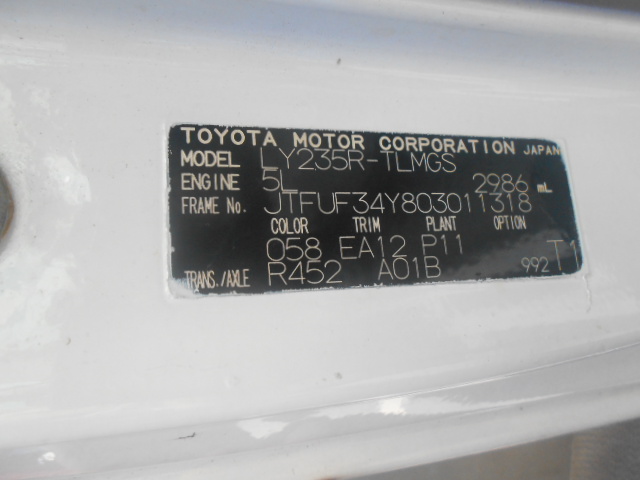 TOYOTA MOTOR CORPORATION JAPAN
MODEL LY235R-TLMGS
ENGINE 5L 2986 mL
FRAME No. JTFUF34Y803011318
COLOR TRIM PLANT OPTION
058 EA12 P11
TRANS./AXLE R452 A01B 992 T1